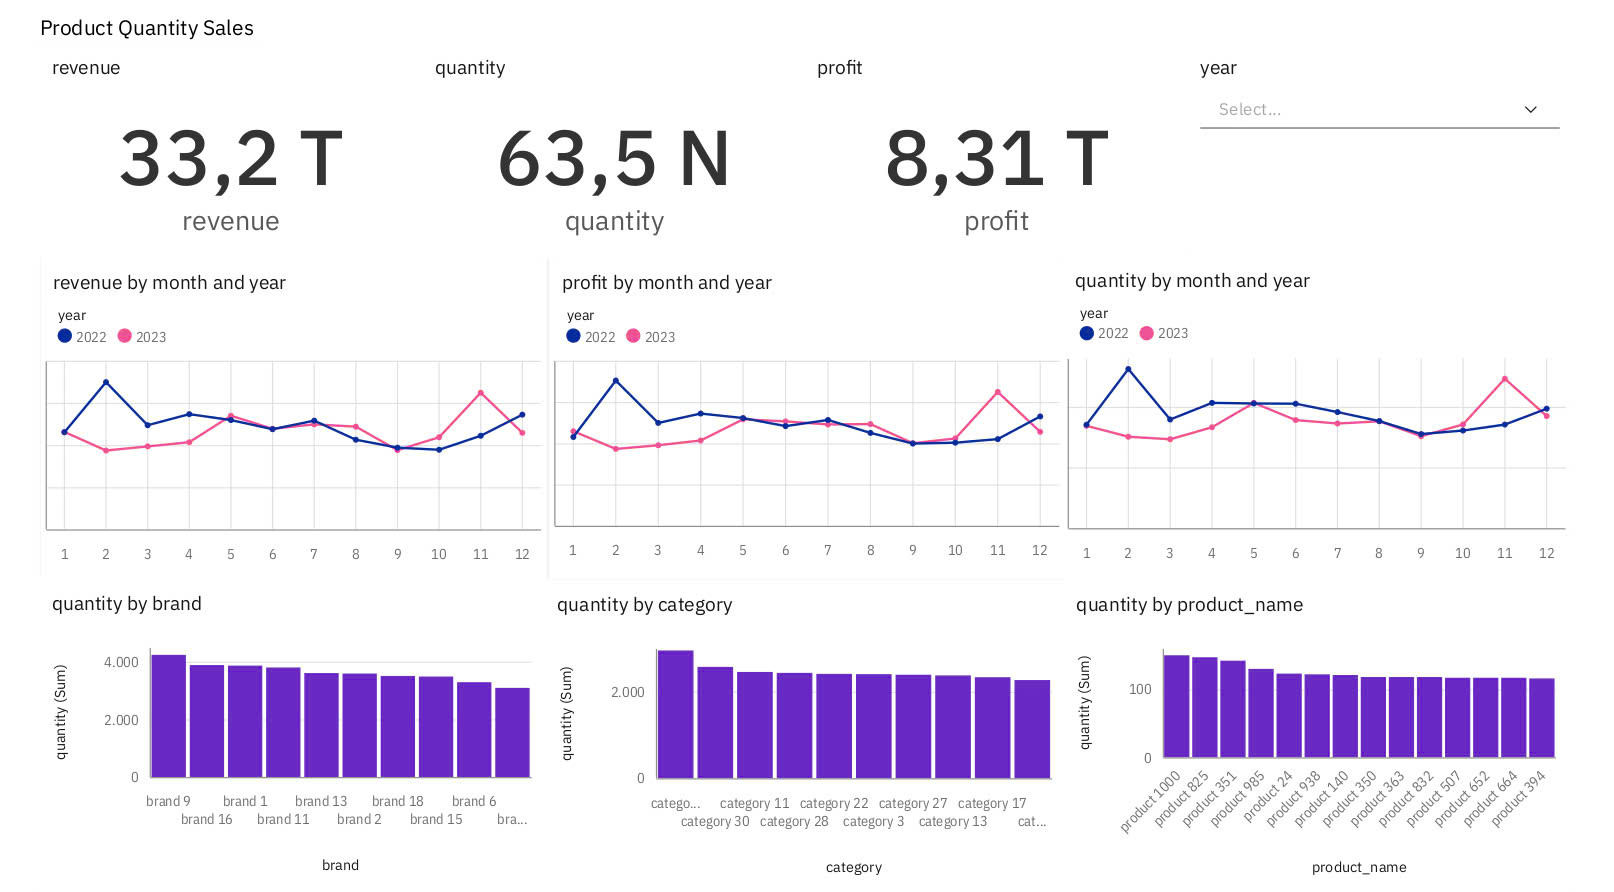 Product Quantity Sales
revenue
33,2 T
revenue
quantity
63,5 N
quantity
profit
8,31 T
profit
year
Select...
revenue by month and year
year
2022 2023
1 2 3 4 5 6 7 8 9 10 11 12
profit by month and year
year
2022 2023
1 2 3 4 5 6 7 8 9 10 11 12
quantity by month and year
year
2022 2023
1 2 3 4 5 6 7 8 9 10 11 12
quantity by brand
quantity (Sum)
4.000
2.000
0
brand 9 brand 1 brand 13 brand 18 brand 6
brand 16 brand 11 brand 2 brand 15 bra...
brand
quantity by category
quantity (Sum)
2.000
0
catego... category 11 category 22 category 27 category 17
category 30 category 28 category 3 category 13 cat...
category
quantity by product_name
quantity (Sum)
100
0
product 1000
product 825
product 351
product 985
product 24
product 938
product 140
product 350
product 363
product 832
product 507
product 652
product 664
product 394
product_name